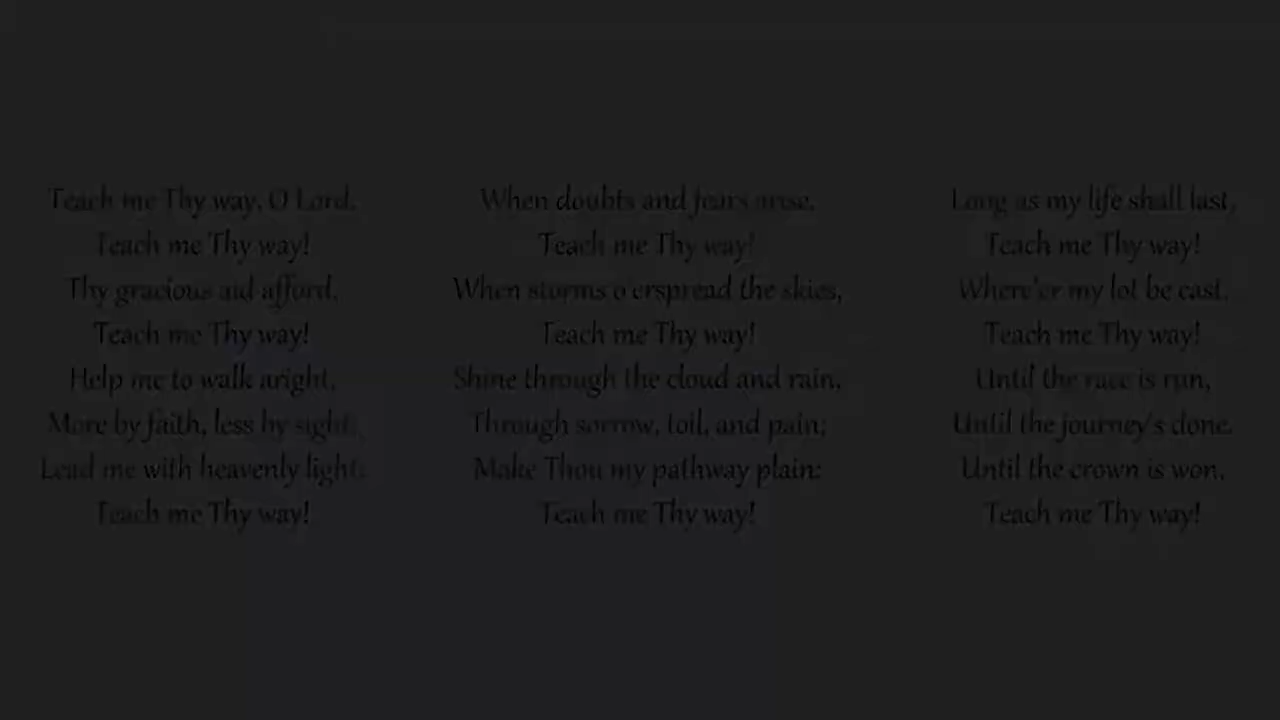 Teach me Thy way, O Lord,
Teach me Thy way!
Thy gracious aid afford,
Teach me Thy way!
Help me to walk aright,
More by faith, less by sight;
Lead me with heavenly light:
Teach me Thy way!
When doubts and fears arise,
Teach me Thy way!
When storms o'erspread the skies,
Teach me Thy way!
Shine through the cloud and rain,
Through sorrow, toil, and pain;
Make Thou my pathway plain:
Teach me Thy way!
Long as my life shall last,
Teach me Thy way!
Where'er my lot be cast,
Teach me Thy way!
Until the race is run,
Until the journey's done,
Until the crown is won,
Teach me Thy way!